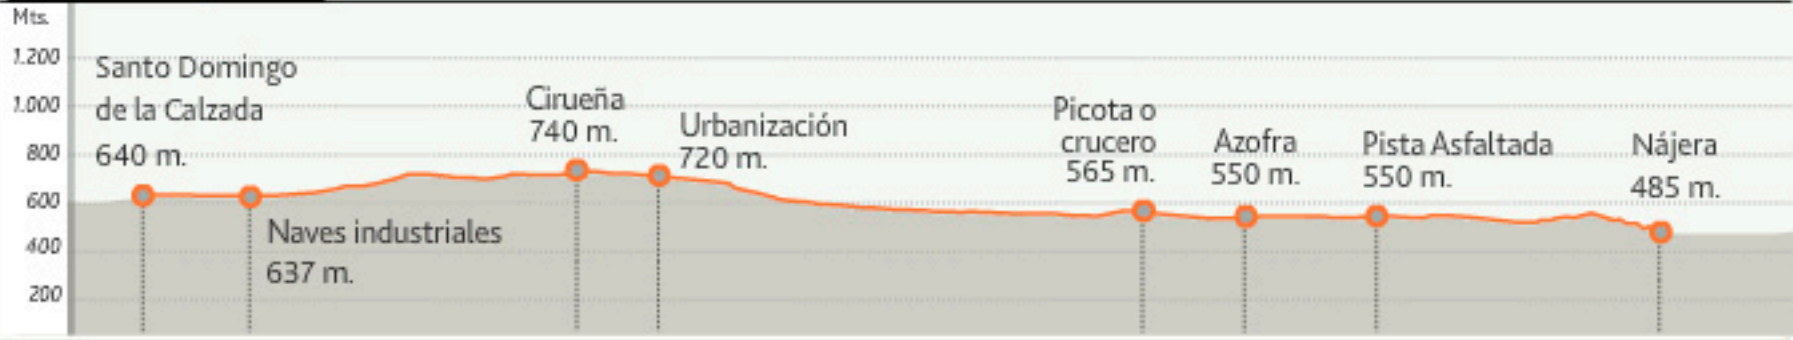 Mts.
1.200
1.000
800
600
400
200
Santo Domingo
de la Calzada
640 m.
Naves industriales
637 m.
Cirueña
740 m.
Urbanización
720 m.
Picota o
crucero
565 m.
Azofra
550 m.
Pista Asfaltada
550 m.
Nájera
485 m.